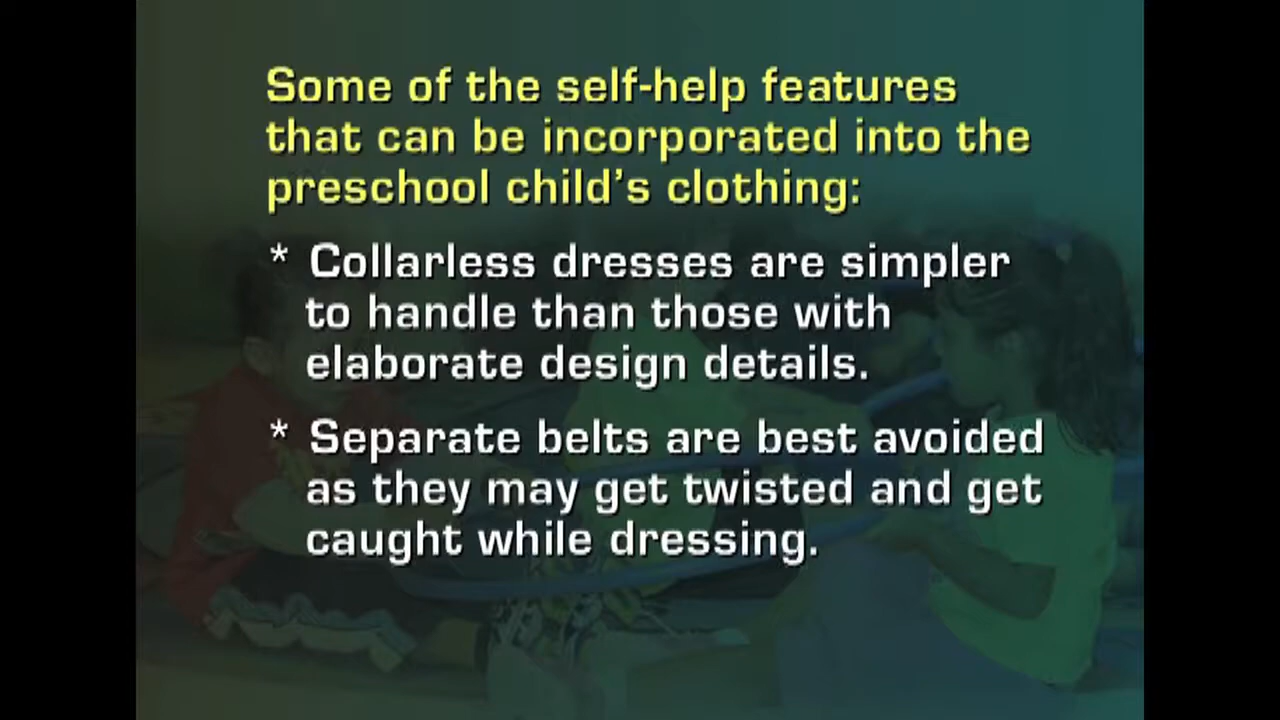 Some of the self-help features
that can be incorporated into the
preschool child’s clothing:
* Collarless dresses are simpler
to handle than those with
elaborate design details.
* Separate belts are best avoided
as they may get twisted and get
caught while dressing.